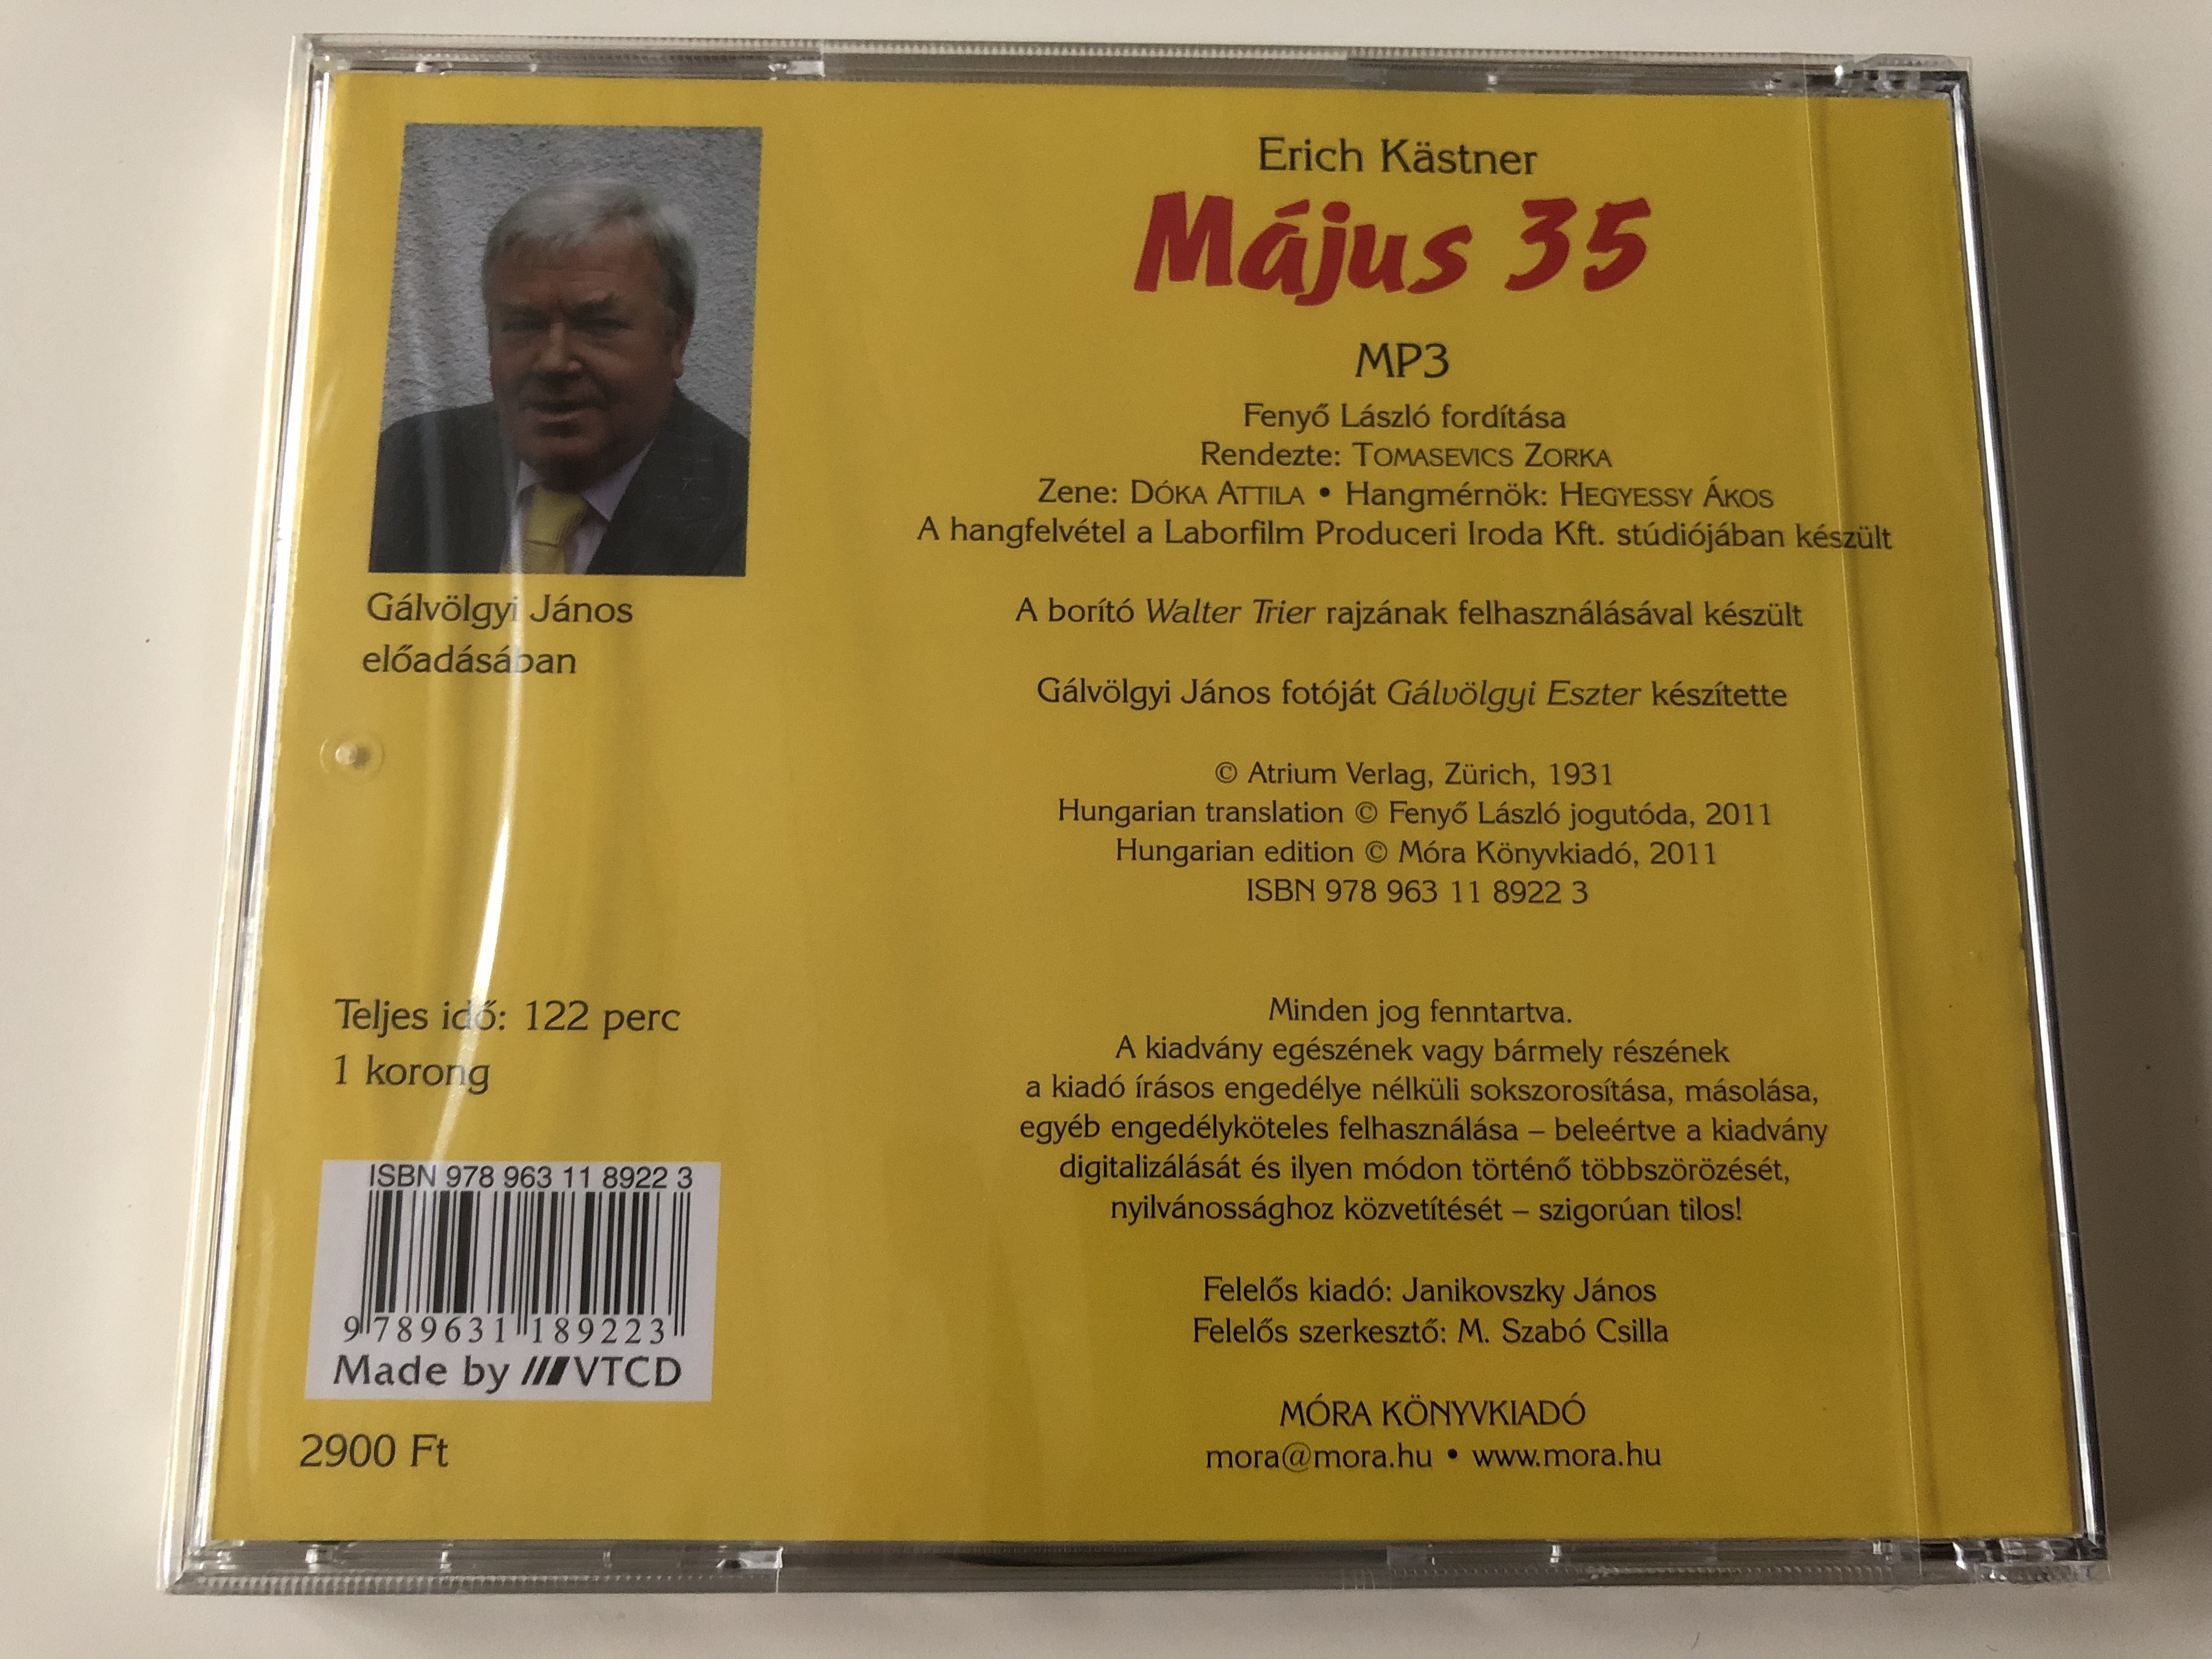 Gálvölgyi János
előadásában
Teljes idő: 122 perc
1 korong
ISBN 978 963 11 8922 3
9 789631 189223
Made by VTCD
2900 Ft
Erich Kästner
Május 35
MP3
Fenyő László fordítása
Rendezte: TOMASEVICS ZORKA
Zene: DÓKA ATTILA • Hangmérnök: HEGYESSY ÁKOS
A hangfelvétel a Laborfilm Produceri Iroda Kft. stúdiójában készült
A borító Walter Trier rajzának felhasználásával készült
Gálvölgyi János fotóját Gálvölgyi Eszter készítette
© Atrium Verlag, Zürich, 1931
Hungarian translation © Fenyő László jogutóda, 2011
Hungarian edition © Móra Könyvkiadó, 2011
ISBN 978 963 11 8922 3
Minden jog fenntartva.
A kiadvány egészének vagy bármely részének
a kiadó írásos engedélye nélküli sokszorosítása, másolása,
egyéb engedélyköteles felhasználása – beleértve a kiadvány
digitalizálását és ilyen módon történő többszörözését,
nyilvánossághoz közvetítését – szigorúan tilos!
Felelős kiadó: Janikovszky János
Felelős szerkesztő: M. Szabó Csilla
MÓRA KÖNYVKIADÓ
mora@mora.hu • www.mora.hu